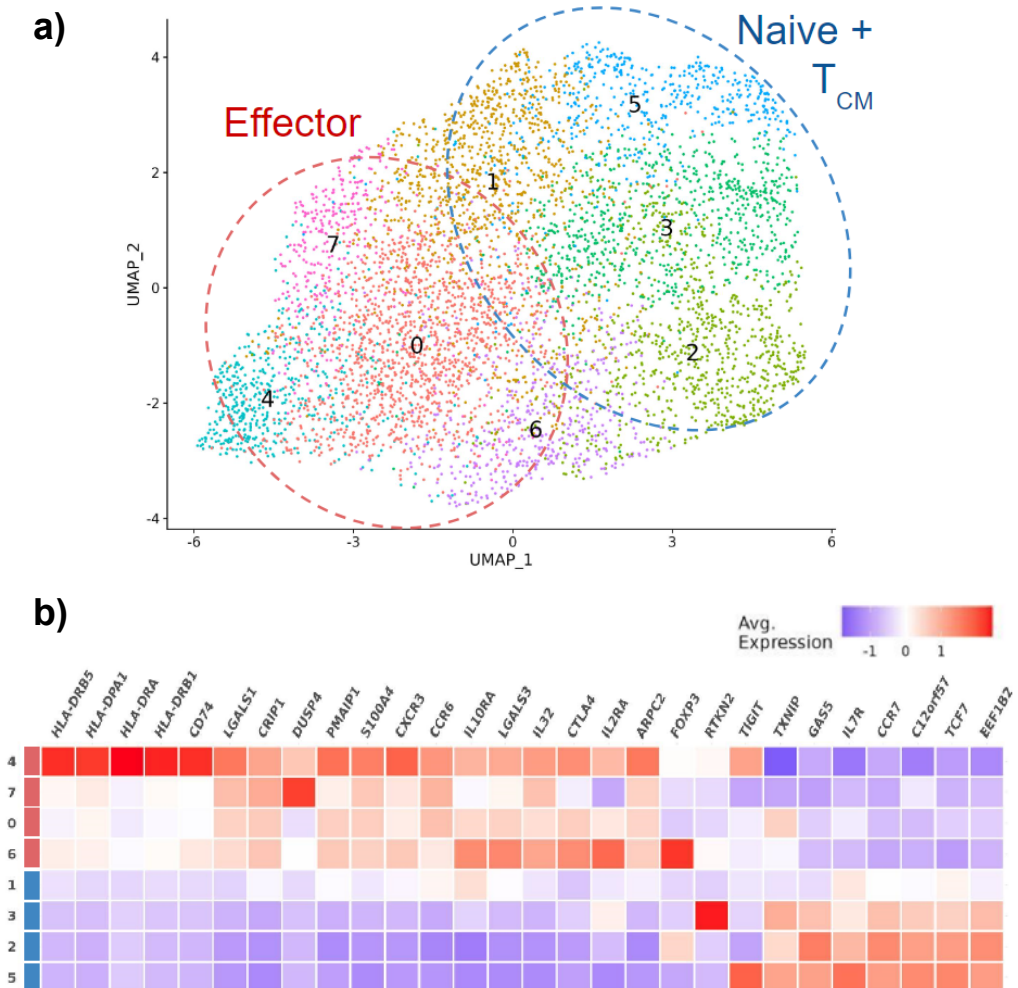 a)
Naive +
T_CM
Effector
4
5
2
1
3
7
UMAP_2
0
0
2
4
-2
6
-4
-6 -3 0 3 6
UMAP_1
b)
Avg.
Expression
-1 0 1
HLA-DRB5 HLA-DPA1 HLA-DRA HLA-DRB1 CD74 LGALS1 CRIP1 DUSP4 PMAIP1 S100A4 CXCR3 CCR6 IL10RA LGALS3 IL32 CTLA4 IL2RA ARPC2 FOXP3 RTKN2 TIGIT TXNIP GAS5 IL7R CCR7 C12orf57 TCF7 EEF1B2
4
7
0
6
1
3
2
5